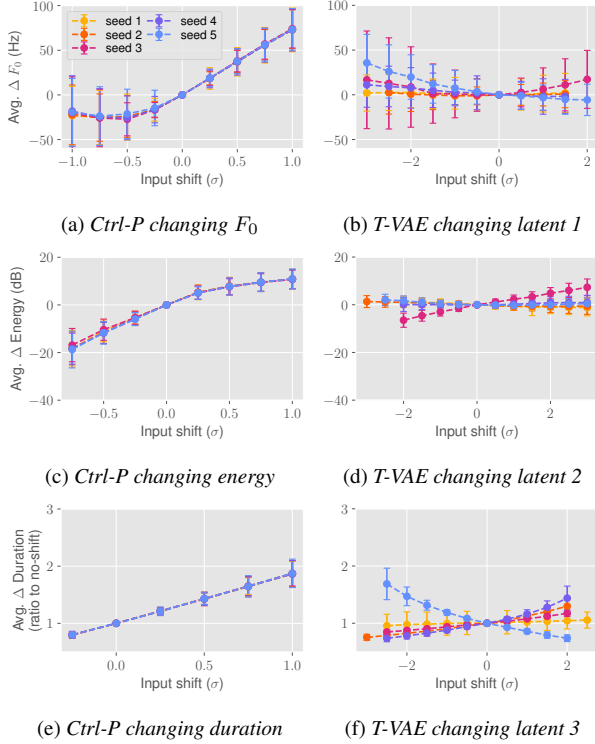 100
50
0
−50
Avg. Δ F₀ (Hz)
seed 1
seed 2
seed 3
seed 4
seed 5
−1.0
−0.5
0.0
0.5
1.0
Input shift (σ)
(a) Ctrl-P changing F₀
100
50
0
−50
−2
0
2
Input shift (σ)
(b) T-VAE changing latent 1
20
0
−20
−40
Avg. Δ Energy (dB)
−0.5
0.0
0.5
1.0
Input shift (σ)
(c) Ctrl-P changing energy
20
0
−20
−40
−2
0
2
Input shift (σ)
(d) T-VAE changing latent 2
3
2
1
Avg. Δ Duration
(ratio to no-shift)
0.0
0.5
1.0
Input shift (σ)
(e) Ctrl-P changing duration
3
2
1
−2
0
2
Input shift (σ)
(f) T-VAE changing latent 3